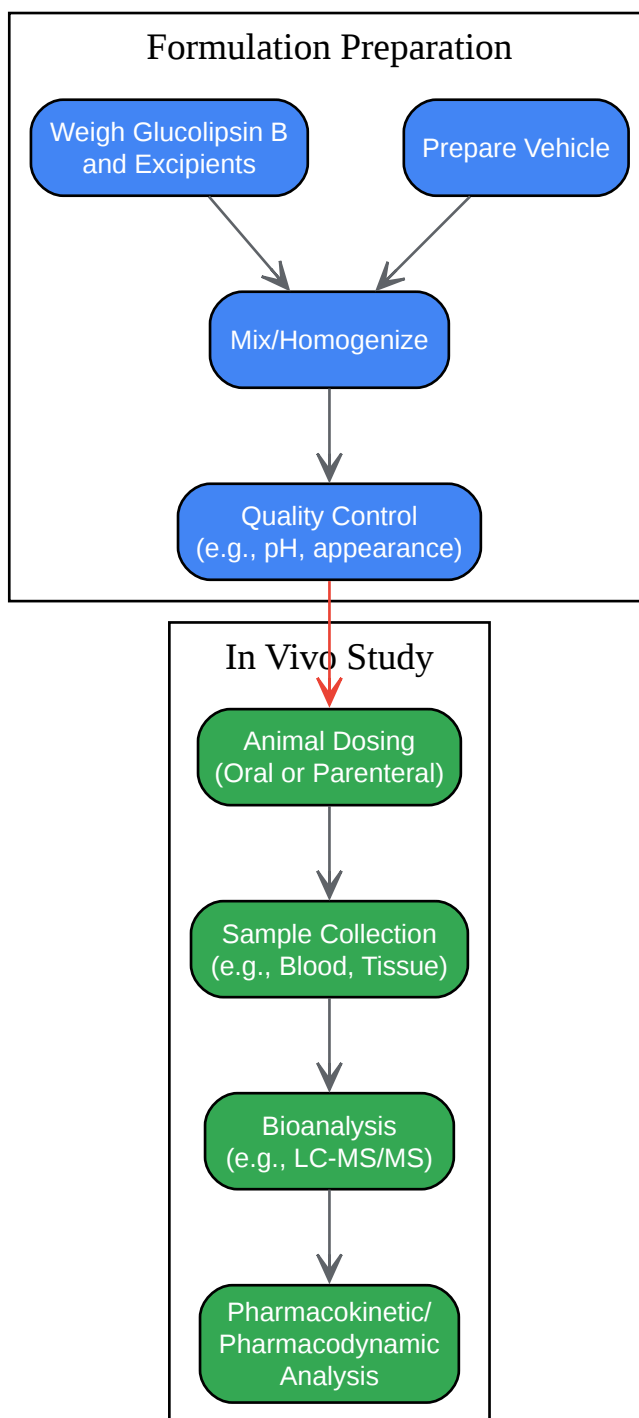 Formulation Preparation
Weigh Glucolipsin B
and Excipients
Prepare Vehicle
Mix/Homogenize
Quality Control
(e.g., pH, appearance)
In Vivo Study
Animal Dosing
(Oral or Parenteral)
Sample Collection
(e.g., Blood, Tissue)
Bioanalysis
(e.g., LC-MS/MS)
Pharmacokinetic/
Pharmacodynamic
Analysis